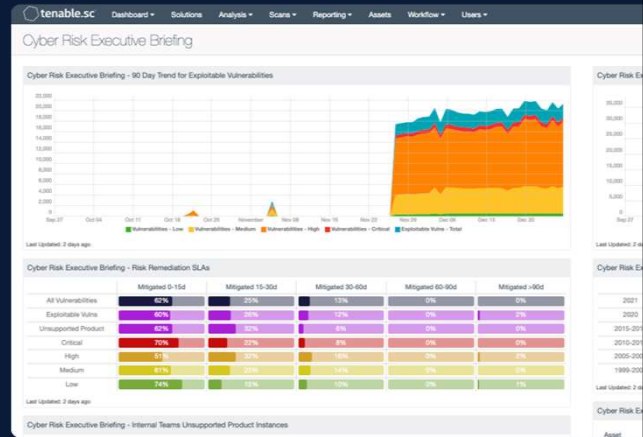 tenable.sc Dashboard Solutions Analysis Scans Reporting Assets Workflow Users
Cyber Risk Executive Briefing
Cyber Risk Executive Briefing - 90 Day Trend for Exploitable Vulnerabilities
Cyber Risk Ex
22,000
20,000
18,000
16,000
14,000
12,000
10,000
8,000
6,000
4,000
2,000
0
Sep 27 Oct 04 Oct 11 Oct 18 Oct 25 November Nov 08 Nov 15 Nov 22 Nov 29 Dec 06 Dec 13 Dec 20
Vulnerabilities - Low Vulnerabilities - Medium Vulnerabilities - High Vulnerabilities - Critical Exploitable Vulns - Total
Last Updated: 2 days ago
25,000
20,000
15,000
10,000
5,000
0
Sep 27
Last Updated: 2 da
Cyber Risk Executive Briefing - Risk Remediation SLAs
Cyber Risk Ex
Mitigated 0-15d Mitigated 15-30d Mitigated 30-60d Mitigated 60-90d Mitigated >90d
All Vulnerabilities 62% 25% 13% 0% 0%
Exploitable Vulns 60% 26% 12% 0% 2%
Unsupported Product 62% 32% 6% 0% 0%
Critical 70% 22% 8% 0% 0%
High 51% 32% 16% 0% 2%
Medium 61% 25% 14% 0% 0%
Low 74% 15% 10% 0% 1%
Last Updated: 2 days ago
2021
2020
2015-201
2010-201
2005-200
1999-200
Last Updated: 2 da
Cyber Risk Executive Briefing - Internal Teams Unsupported Product Instances
Cyber Risk Ex
Asset